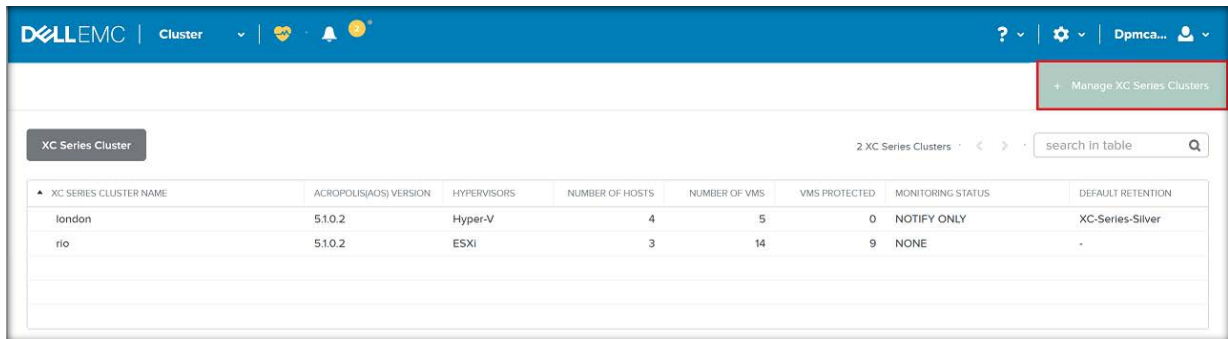 DELLEMC | Cluster 2 ? Dpmca...
+ Manage XC Series Clusters
XC Series Cluster 2 XC Series Clusters < > search in table
XC SERIES CLUSTER NAME ACROPOLIS(AOS) VERSION HYPERVISORS NUMBER OF HOSTS NUMBER OF VMS VMS PROTECTED MONITORING STATUS DEFAULT RETENTION
london 5.1.0.2 Hyper-V 4 5 0 NOTIFY ONLY XC-Series-Silver
rio 5.1.0.2 ESXi 3 14 9 NONE -